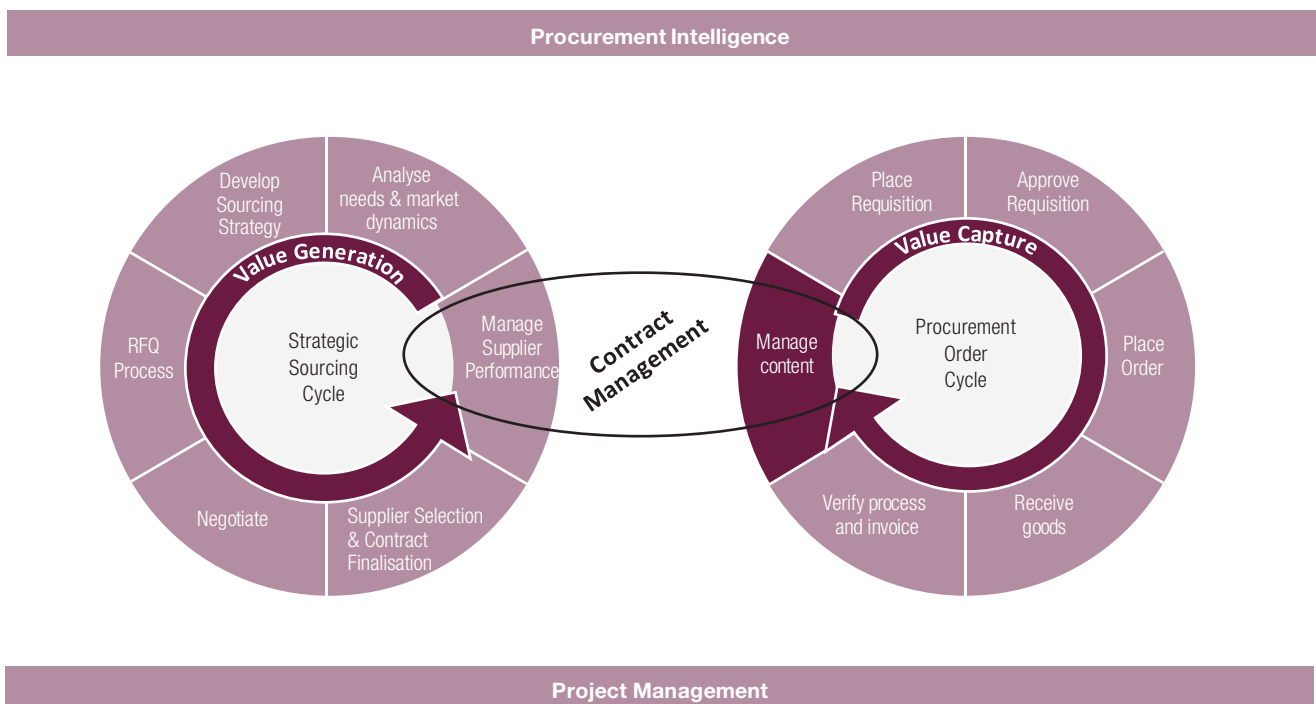 Procurement Intelligence
Develop
Sourcing
Strategy
Analyse
needs & market
dynamics
Value Generation
RFQ
Process
Strategic
Sourcing
Cycle
Manage
Supplier
Performance
Negotiate
Supplier Selection
& Contract
Finalisation
Contract
Management
Place
Requisition
Approve
Requisition
Value Capture
Manage
content
Procurement
Order
Cycle
Place
Order
Verify process
and invoice
Receive
goods
Project Management